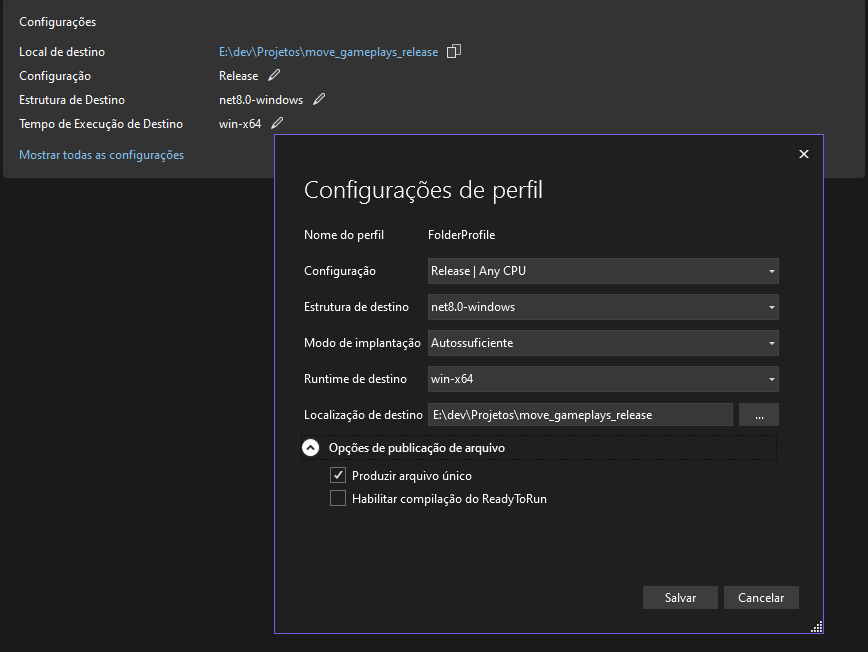 Configurações
Local de destino E:\dev\Projetos\move_gameplays_release
Configuração Release
Estrutura de Destino net8.0-windows
Tempo de Execução de Destino win-x64
Mostrar todas as configurações
Configurações de perfil
Nome do perfil FolderProfile
Configuração Release | Any CPU
Estrutura de destino net8.0-windows
Modo de implantação Autossuficiente
Runtime de destino win-x64
Localização de destino E:\dev\Projetos\move_gameplays_release ...
Opções de publicação de arquivo
Produzir arquivo único
Habilitar compilação do ReadyToRun
Salvar Cancelar